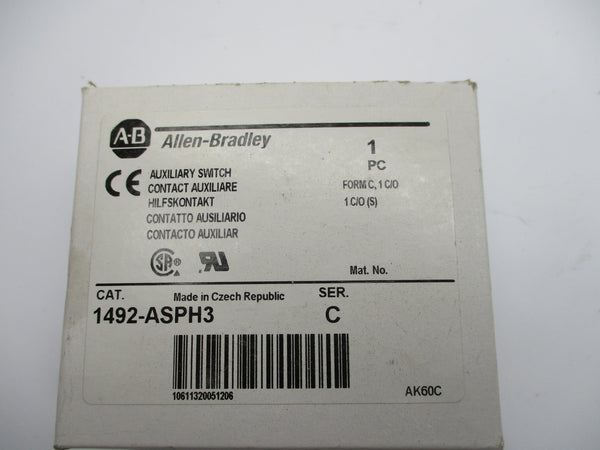 A-B Allen-Bradley
1
PC
CE
AUXILIARY SWITCH
CONTACT AUXILIARE
HILFSKONTAKT
CONTATTO AUSILIARIO
CONTACTO AUXILIAR
FORM C, 1 C/O
1 C/O (S)
Mat. No.
CAT. Made in Czech Republic SER.
1492-ASPH3 C
10611320051206
AK60C